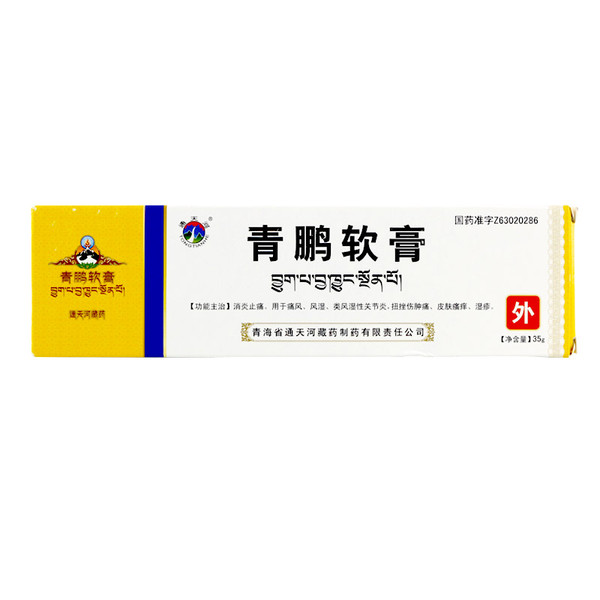 青鹏软膏
通天河藏药
国药准字Z63020286
青鹏软膏
བྱུག་པ་བྱ་ཁྱུང་སྔོན་པོ།
【功能主治】消炎止痛。用于痛风、风湿、类风湿性关节炎，扭挫伤肿痛、皮肤瘙痒、湿疹。
青海省通天河藏药制药有限责任公司
外
【净含量】35g